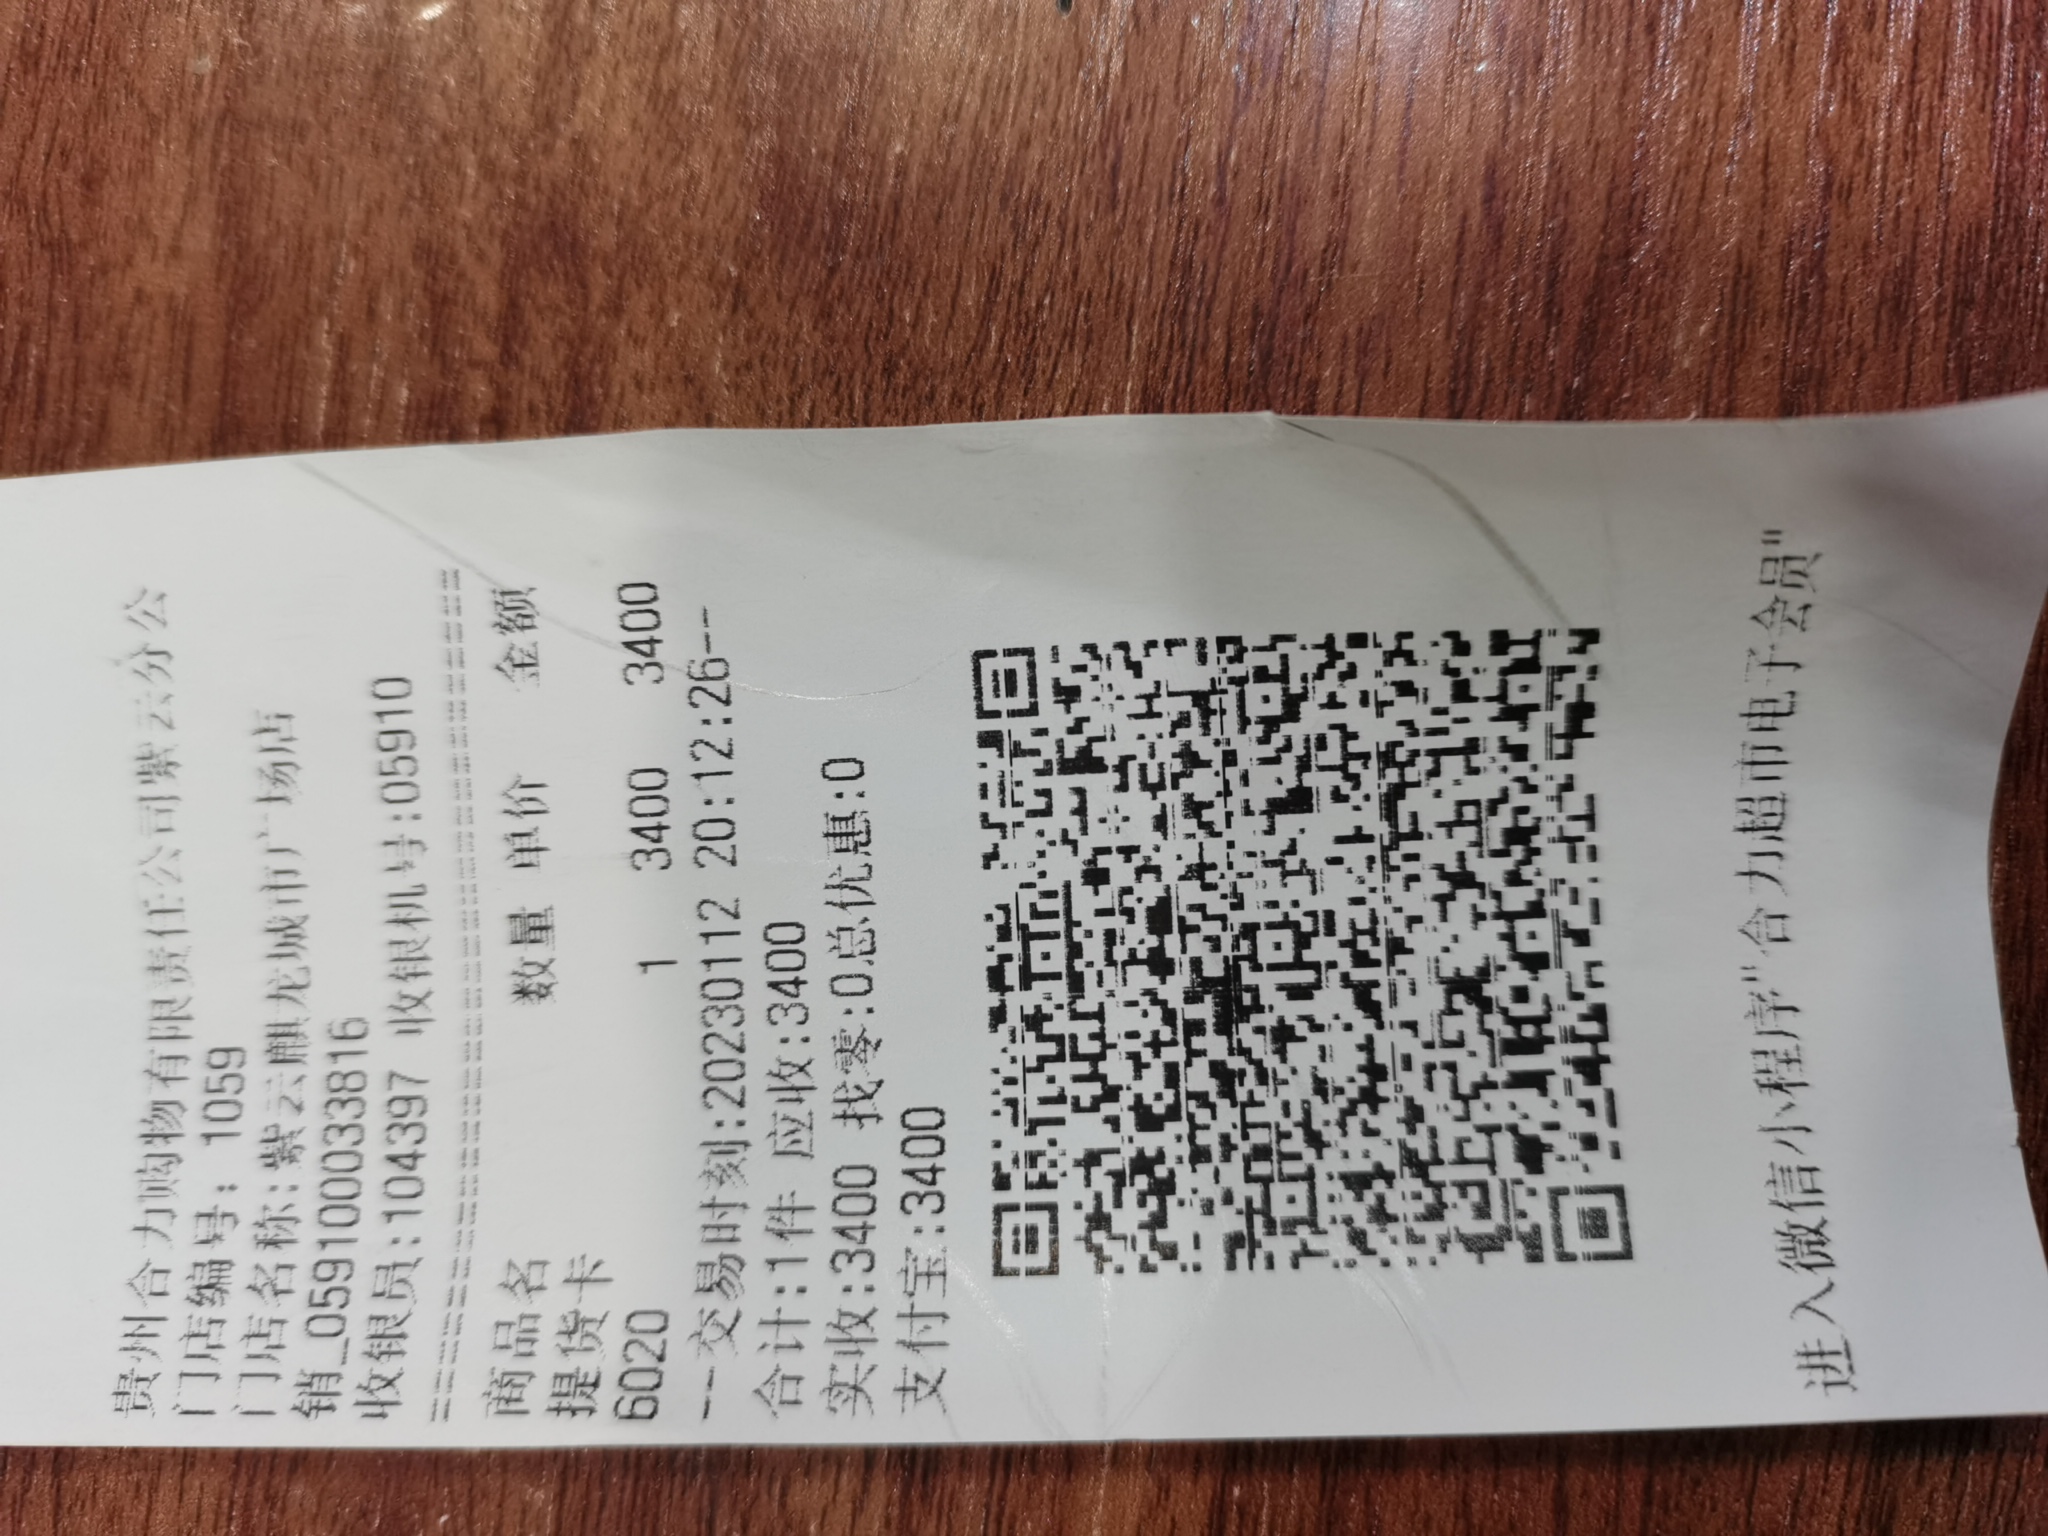 贵州合力购物有限责任公司紫云分公
门店编号: 1059
门店名称:紫云麒龙城市广场店
销_0591000033816
收银员:104397 收银机号:05910
商品名 数量 单价 金额
提货卡
6020 1 3400 3400
---交易时刻:20230112 20:12:26---
合计:1件 应收:3400
实收:3400 找零:0总优惠:0
支付宝:3400
进入微信小程序"合力超市电子会员"